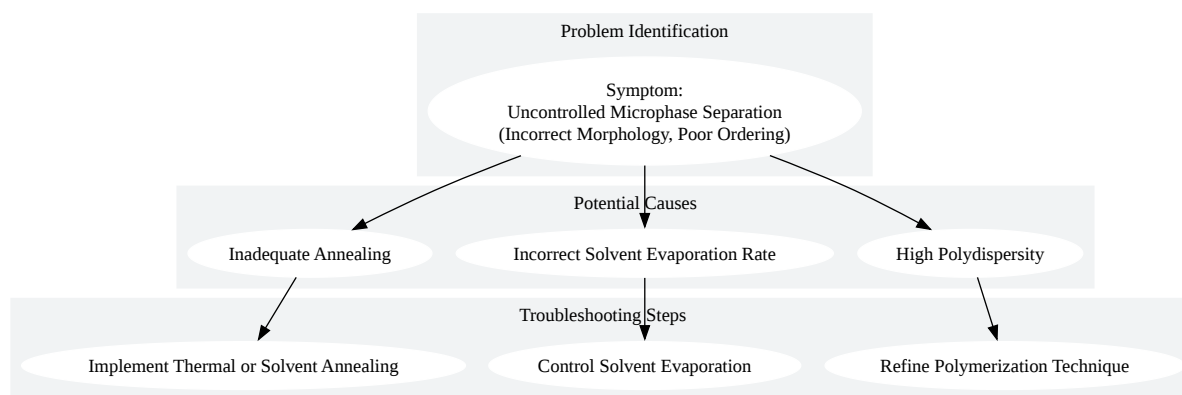 Problem Identification
Symptom:
Uncontrolled Microphase Separation
(Incorrect Morphology, Poor Ordering)
Potential Causes
Inadequate Annealing
Incorrect Solvent Evaporation Rate
High Polydispersity
Troubleshooting Steps
Implement Thermal or Solvent Annealing
Control Solvent Evaporation
Refine Polymerization Technique